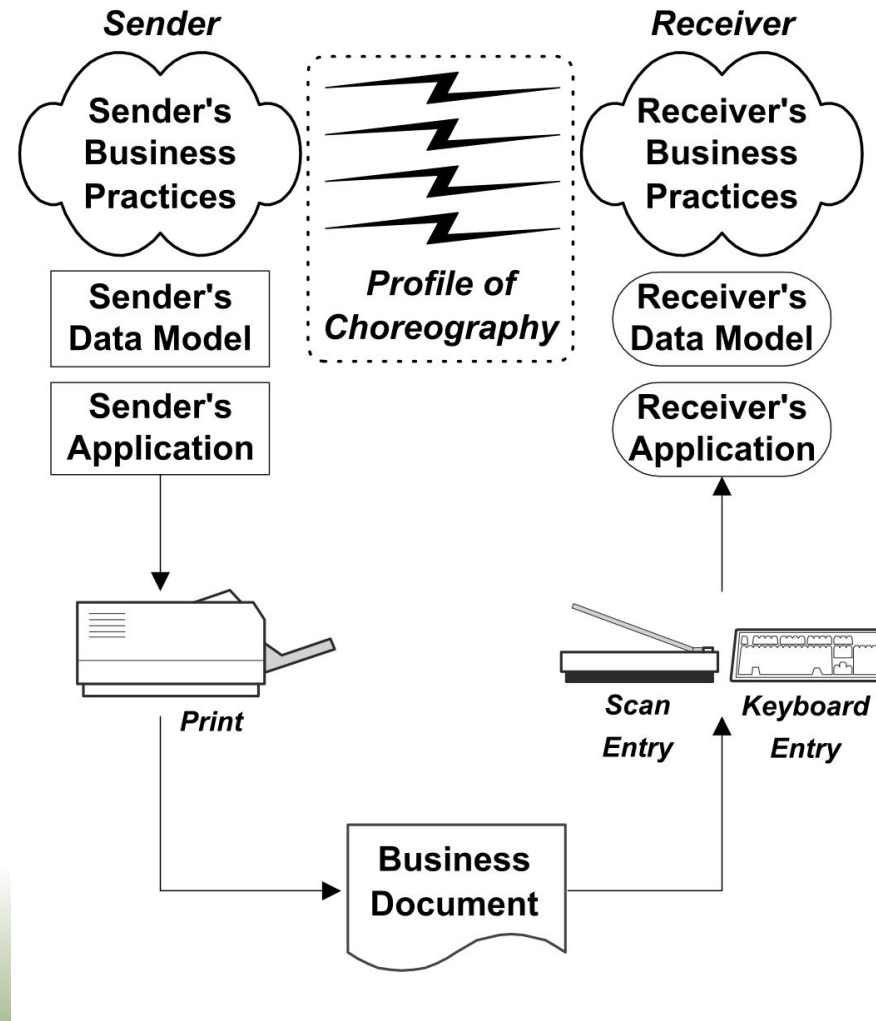 Sender
Receiver
Sender's
Business
Practices
Receiver's
Business
Practices
Profile of
Choreography
Sender's
Data Model
Receiver's
Data Model
Sender's
Application
Receiver's
Application
Print
Scan
Entry
Keyboard
Entry
Business
Document